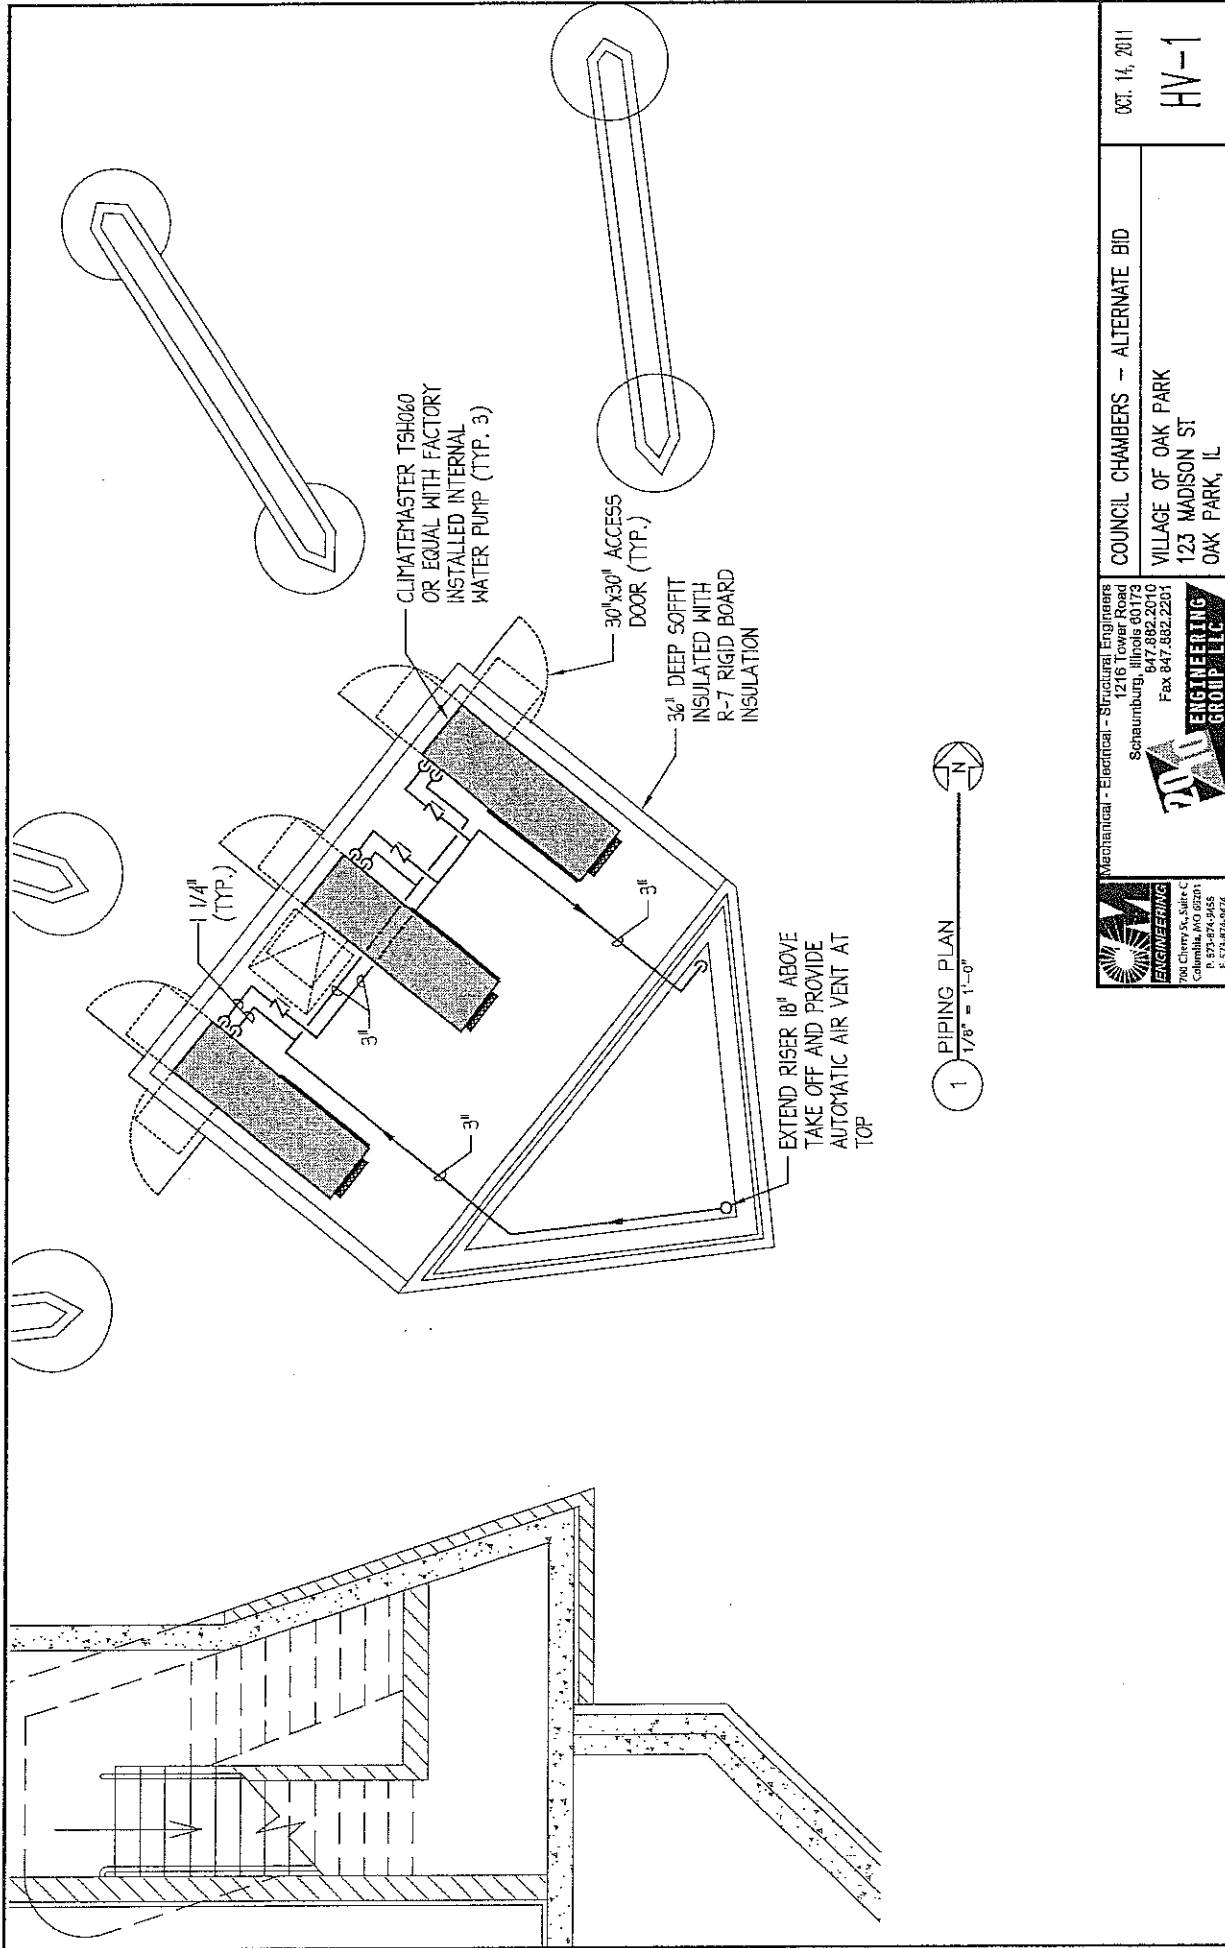 1 1/4"
(TYP.)
CLIMATEMASTER TSH060
OR EQUAL WITH FACTORY
INSTALLED INTERNAL
WATER PUMP (TYP. 3)
30"x30" ACCESS
DOOR (TYP.)
36" DEEP SOFFIT
INSULATED WITH
R-7 RIGID BOARD
INSULATION
3"
3"
3"
EXTEND RISER 18" ABOVE
TAKE OFF AND PROVIDE
AUTOMATIC AIR VENT AT
TOP
1
PIPING PLAN
1/8" = 1'-0"
N
ENGINEERING
700 Cherry St, Suite C
Columbia, MO 65201
P. 573-874-9455
Mechanical - Electrical - Structural Engineers
1216 Tower Road
Schaumburg, Illinois 60173
847.882.2010
Fax 847.882.2201
20/10 ENGINEERING
GROUP LLC
COUNCIL CHAMBERS - ALTERNATE BID
VILLAGE OF OAK PARK
123 MADISON ST
OAK PARK, IL
OCT. 14, 2011
HV-1